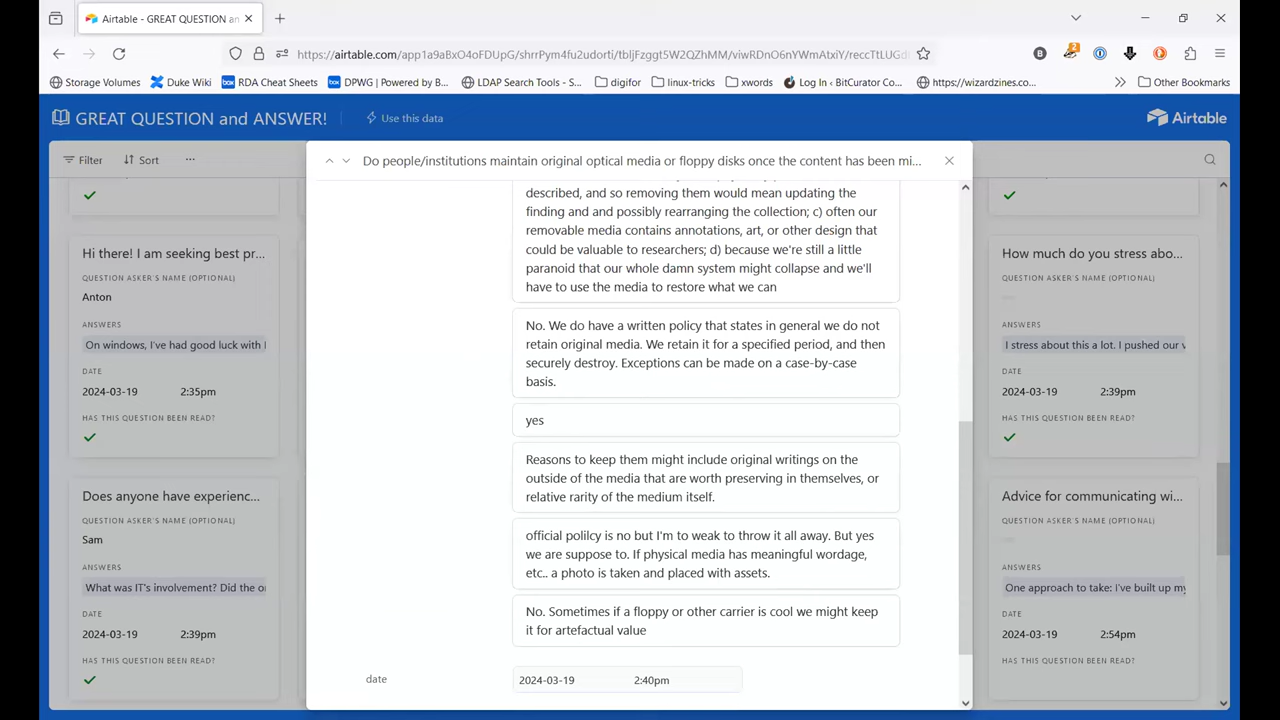 Airtable - GREAT QUESTION an
https://airtable.com/app1a9aBxO4oFDUpG/shrrPym4fu2udorti/tbljFzggt5W2QZhMM/viwRDnO6nYWmAtxiY/reccTtLUGd
2
Storage Volumes
Duke Wiki
RDA Cheat Sheets
DPWG | Powered by B...
LDAP Search Tools - S...
digifor
linux-tricks
xwords
Log In ‹ BitCurator Co...
https://wizardzines.co...
Other Bookmarks
GREAT QUESTION and ANSWER!
Use this data
Airtable
Filter
Sort
...
Do people/institutions maintain original optical media or floppy disks once the content has been mi...
described, and so removing them would mean updating the
finding and and possibly rearranging the collection; c) often our
removable media contains annotations, art, or other design that
could be valuable to researchers; d) because we're still a little
paranoid that our whole damn system might collapse and we'll
have to use the media to restore what we can
No. We do have a written policy that states in general we do not
retain original media. We retain it for a specified period, and then
securely destroy. Exceptions can be made on a case-by-case
basis.
yes
Reasons to keep them might include original writings on the
outside of the media that are worth preserving in themselves, or
relative rarity of the medium itself.
official polilcy is no but I'm to weak to throw it all away. But yes
we are suppose to. If physical media has meaningful wordage,
etc.. a photo is taken and placed with assets.
No. Sometimes if a floppy or other carrier is cool we might keep
it for artefactual value
date
2024-03-19 2:40pm
Hi there! I am seeking best pr...
QUESTION ASKER'S NAME (OPTIONAL)
Anton
ANSWERS
On windows, I've had good luck with
DATE
2024-03-19 2:35pm
HAS THIS QUESTION BEEN READ?
Does anyone have experienc...
QUESTION ASKER'S NAME (OPTIONAL)
Sam
ANSWERS
What was IT's involvement? Did the o
DATE
2024-03-19 2:39pm
HAS THIS QUESTION BEEN READ?
How much do you stress abo...
QUESTION ASKER'S NAME (OPTIONAL)
ANSWERS
I stress about this a lot. I pushed our v
DATE
2024-03-19 2:39pm
HAS THIS QUESTION BEEN READ?
Advice for communicating wi...
QUESTION ASKER'S NAME (OPTIONAL)
ANSWERS
One approach to take: I've built up my
DATE
2024-03-19 2:54pm
HAS THIS QUESTION BEEN READ?